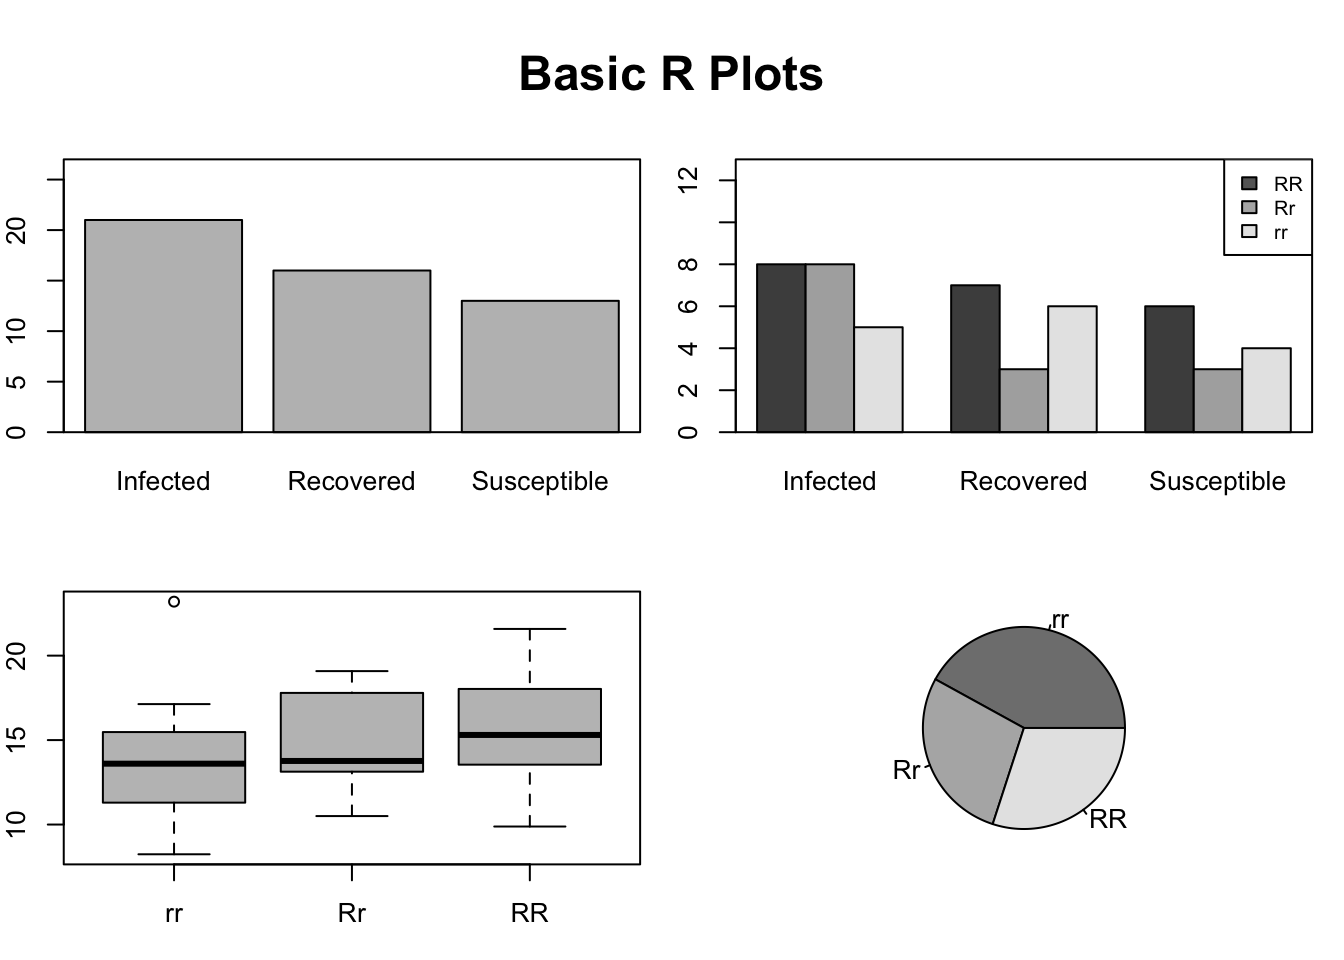 Basic R Plots
20
10
5
0
Infected Recovered Susceptible
12
8
6
4
2
0
RR
Rr
rr
Infected Recovered Susceptible
20
15
10
rr Rr RR
rr
Rr
RR